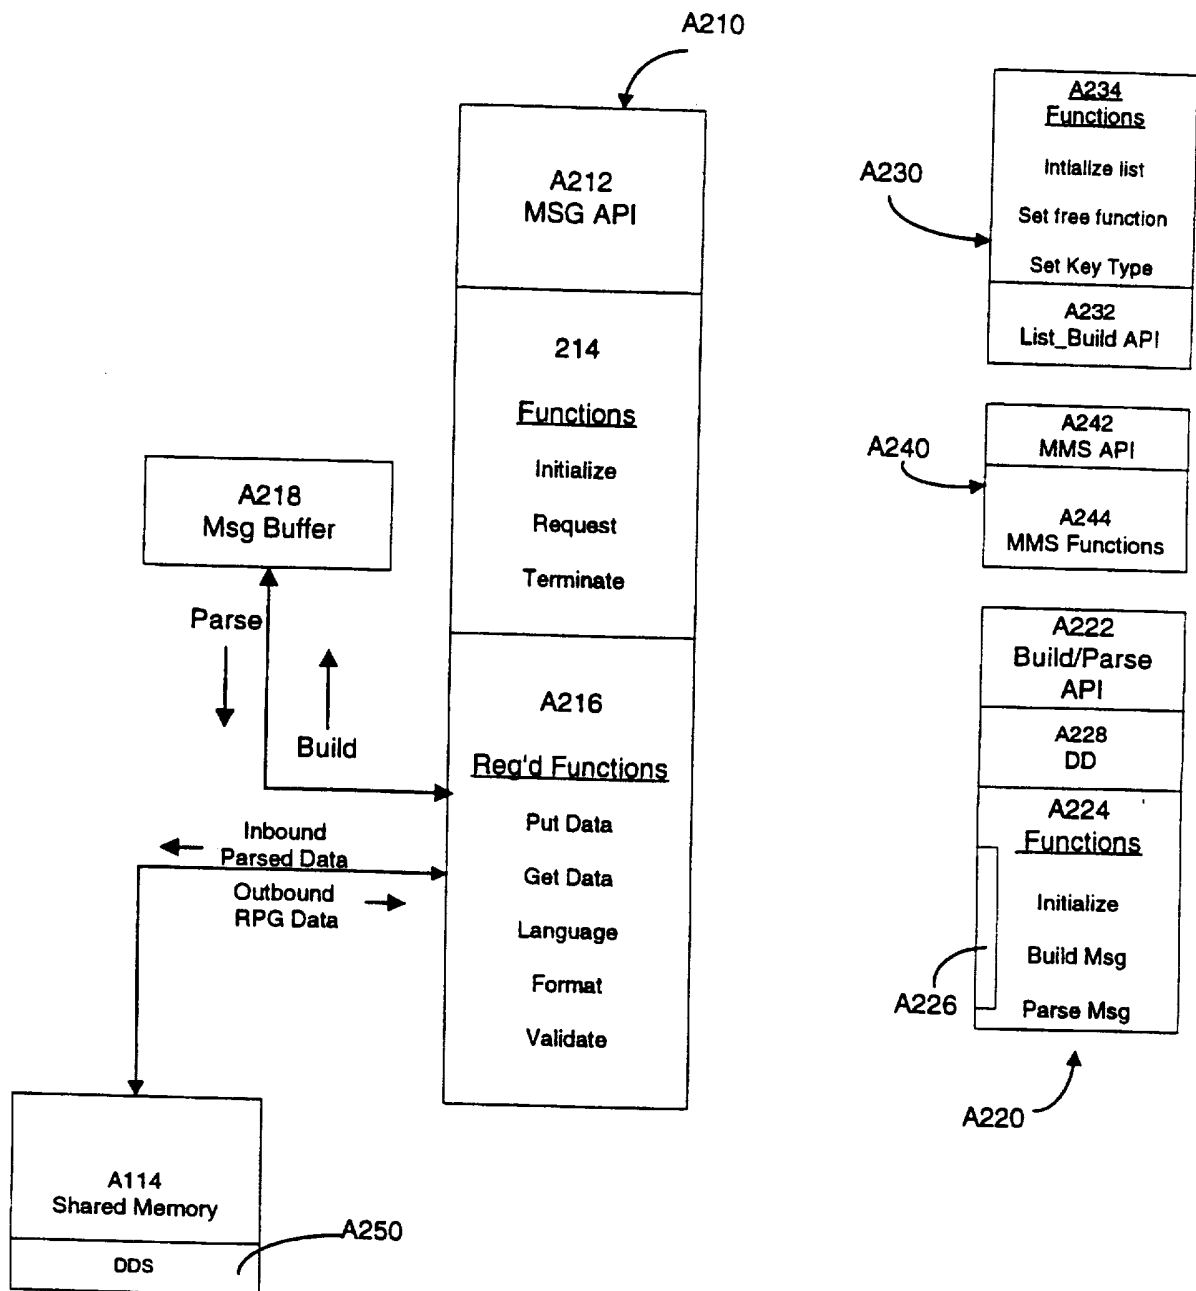 A210
A212
MSG API
214
Functions
Initialize
Request
Terminate
A216
Reg'd Functions
Put Data
Get Data
Language
Format
Validate
A218
Msg Buffer
Parse
Build
Inbound
Parsed Data
Outbound
RPG Data
A114
Shared Memory
DDS
A250
A230
A234
Functions
Intialize list
Set free function
Set Key Type
A232
List_Build API
A240
A242
MMS API
A244
MMS Functions
A222
Build/Parse
API
A228
DD
A224
Functions
Initialize
Build Msg
Parse Msg
A226
A220